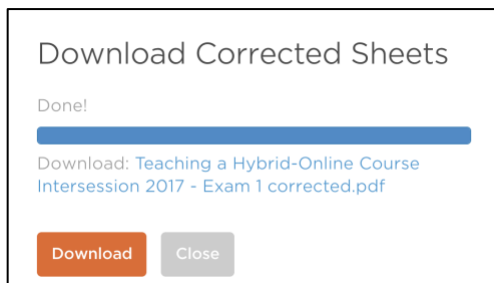 Download Corrected Sheets
Done!
Download: Teaching a Hybrid-Online Course
Intersession 2017 - Exam 1 corrected.pdf
Download
Close